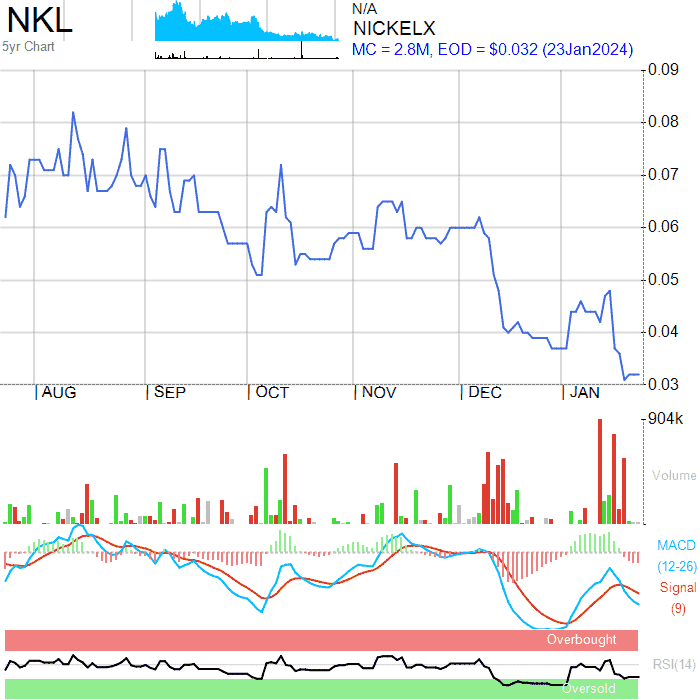 NKL
5yr Chart
N/A
NICKELX
MC = 2.8M, EOD = $0.032 (23Jan2024)
0.09
0.08
0.07
0.06
0.05
0.04
0.03
AUG
SEP
OCT
NOV
DEC
JAN
904k
Volume
MACD
(12-26)
Signal
(9)
Overbought
RSI(14)
Oversold